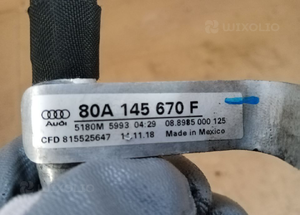 Audi 80A 145 670 F
5180M 5993 04:29 08.8985 000 125
CFD 815525647 14.11.18 Made in Mexico